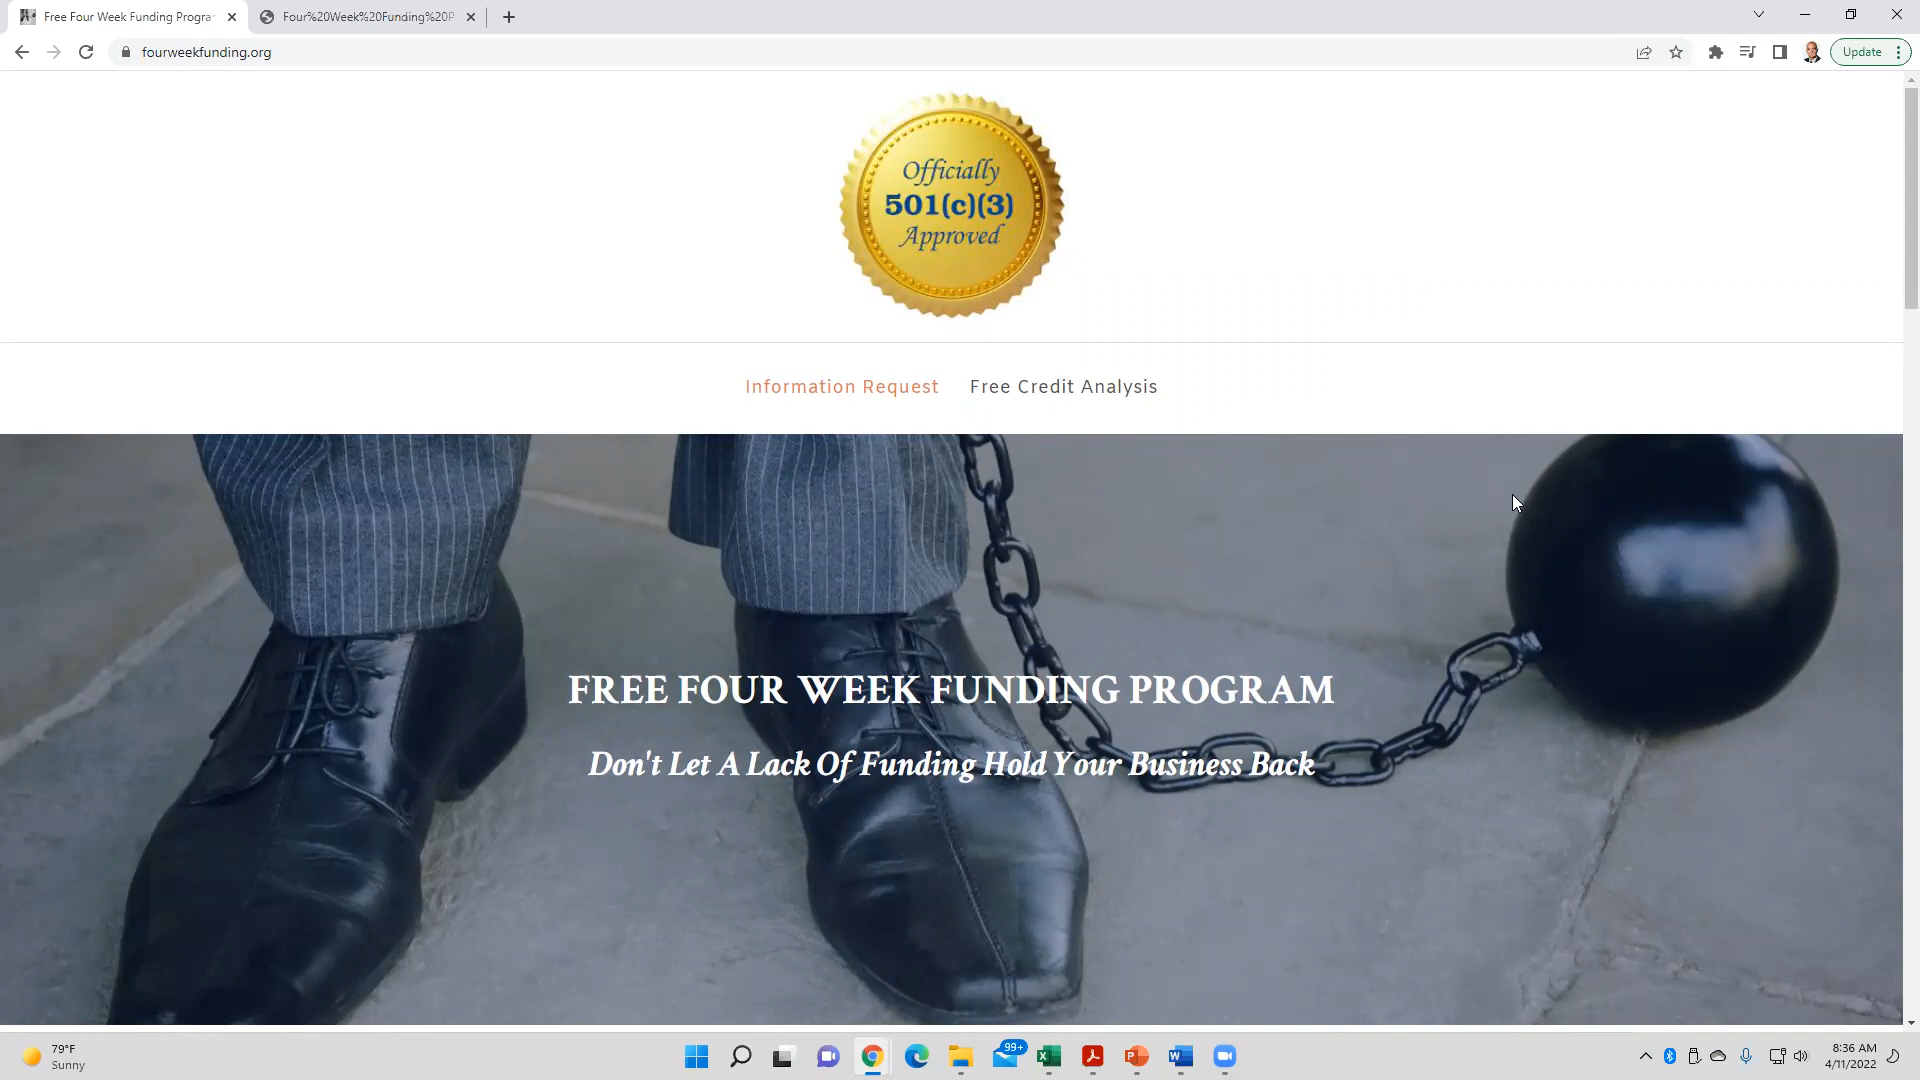 Free Four Week Funding Progra
Four%20Week%20Funding%20P
fourweekfunding.org
Update
Officially
501(c)(3)
Approved
Information Request
Free Credit Analysis
FREE FOUR WEEK FUNDING PROGRAM
Don't Let A Lack Of Funding Hold Your Business Back
79°F
Sunny
99+
8:36 AM
4/11/2022